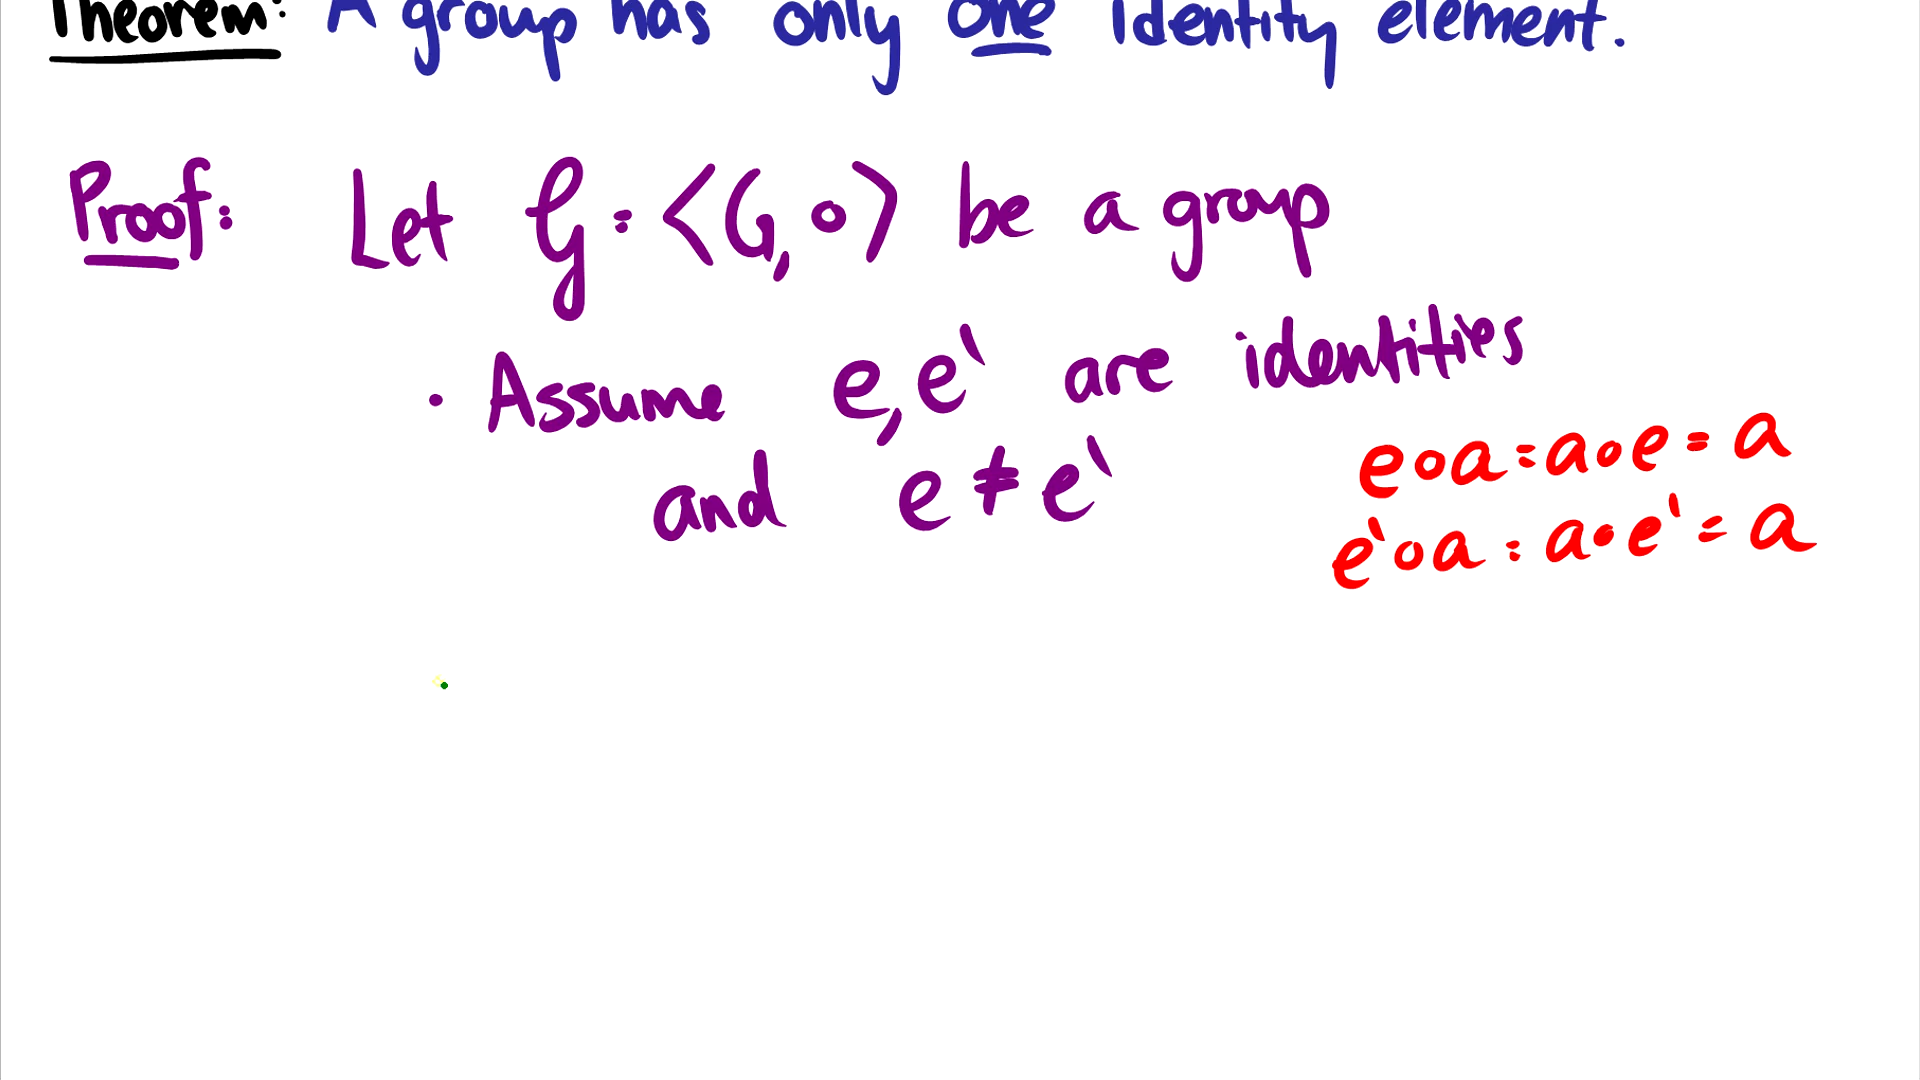 Theorem: A group has only one identity element.
Proof: Let 𝒢 = <G, ∘> be a group
· Assume e, e' are identities
and e ≠ e'
e∘a = a∘e = a
e'∘a = a∘e' = a